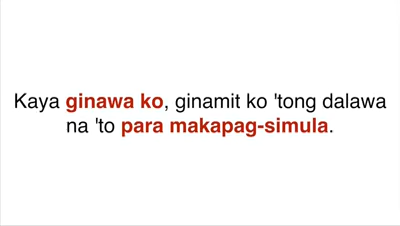 Kaya ginawa ko, ginamit ko 'tong dalawa
na 'to para makapag-simula.